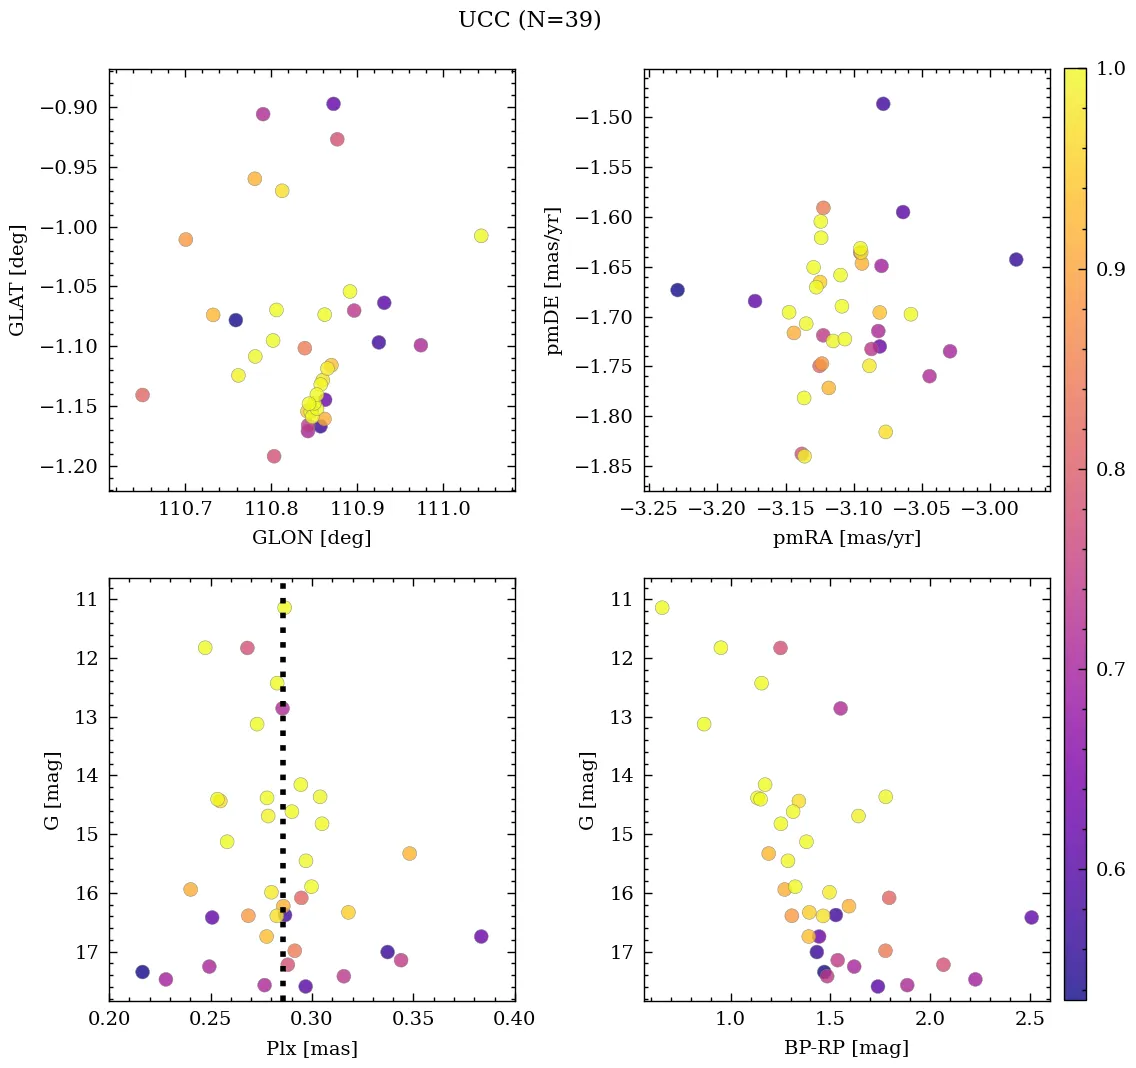 UCC (N=39)
−0.90
−0.95
−1.00
−1.05
−1.10
−1.15
−1.20
GLAT [deg]
110.7 110.8 110.9 111.0
GLON [deg]
−1.50
−1.55
−1.60
−1.65
−1.70
−1.75
−1.80
−1.85
pmDE [mas/yr]
−3.25 −3.20 −3.15 −3.10 −3.05 −3.00
pmRA [mas/yr]
1.0
0.9
0.8
0.7
0.6
11
12
13
14
15
16
17
G [mag]
0.20 0.25 0.30 0.35 0.40
Plx [mas]
11
12
13
14
15
16
17
G [mag]
1.0 1.5 2.0 2.5
BP-RP [mag]